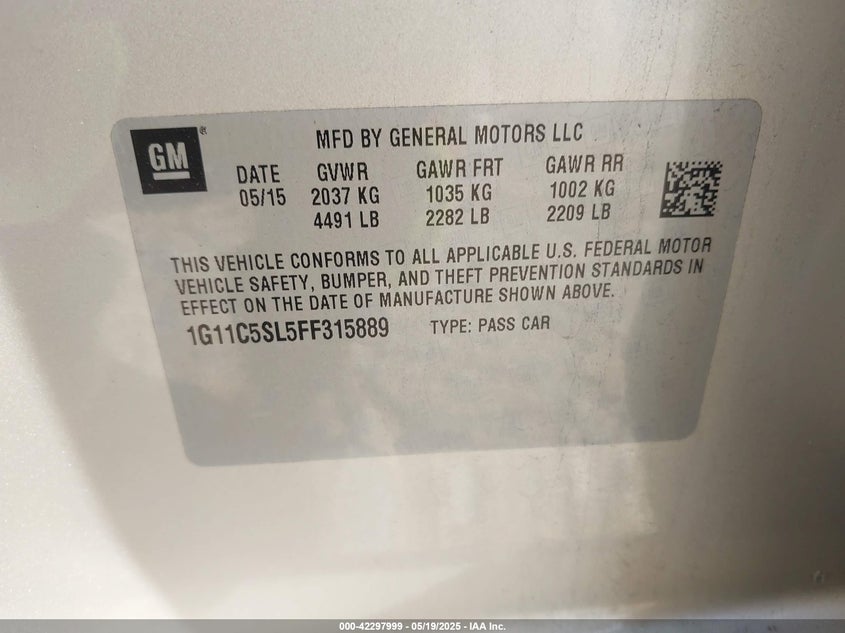 GM®
MFD BY GENERAL MOTORS LLC
DATE GVWR GAWR FRT GAWR RR
05/15 2037 KG 1035 KG 1002 KG
4491 LB 2282 LB 2209 LB
THIS VEHICLE CONFORMS TO ALL APPLICABLE U.S. FEDERAL MOTOR
VEHICLE SAFETY, BUMPER, AND THEFT PREVENTION STANDARDS IN
EFFECT ON THE DATE OF MANUFACTURE SHOWN ABOVE.
1G11C5SL5FF315889 TYPE: PASS CAR
000-42297999 — 05/19/2025 — IAA Inc.